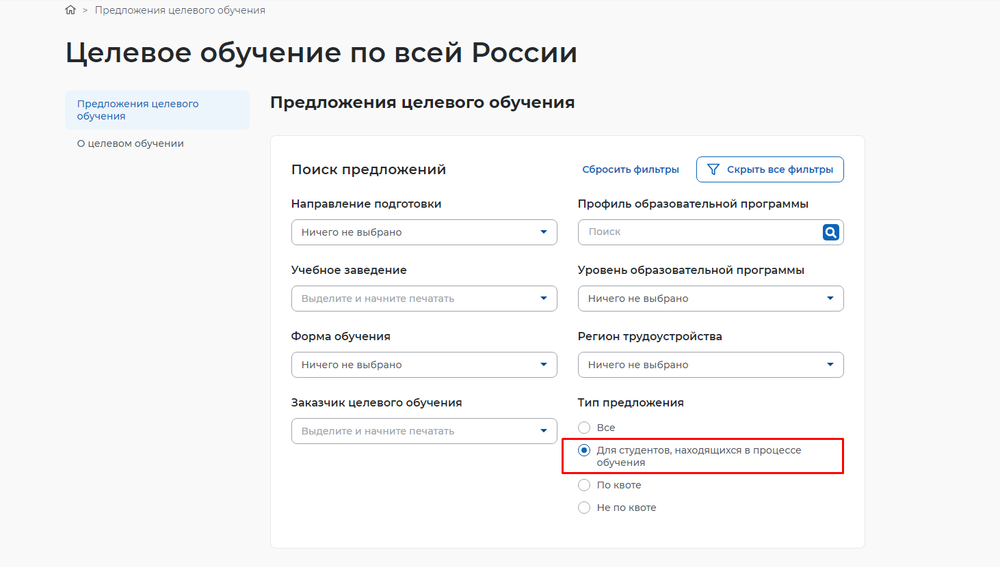 > Предложения целевого обучения
Целевое обучение по всей России
Предложения целевого
обучения
О целевом обучении
Предложения целевого обучения
Поиск предложений
Сбросить фильтры
Скрыть все фильтры
Направление подготовки
Ничего не выбрано
Профиль образовательной программы
Поиск
Учебное заведение
Выделите и начните печатать
Уровень образовательной программы
Ничего не выбрано
Форма обучения
Ничего не выбрано
Регион трудоустройства
Ничего не выбрано
Заказчик целевого обучения
Выделите и начните печатать
Тип предложения
Все
Для студентов, находящихся в процессе
обучения
По квоте
Не по квоте